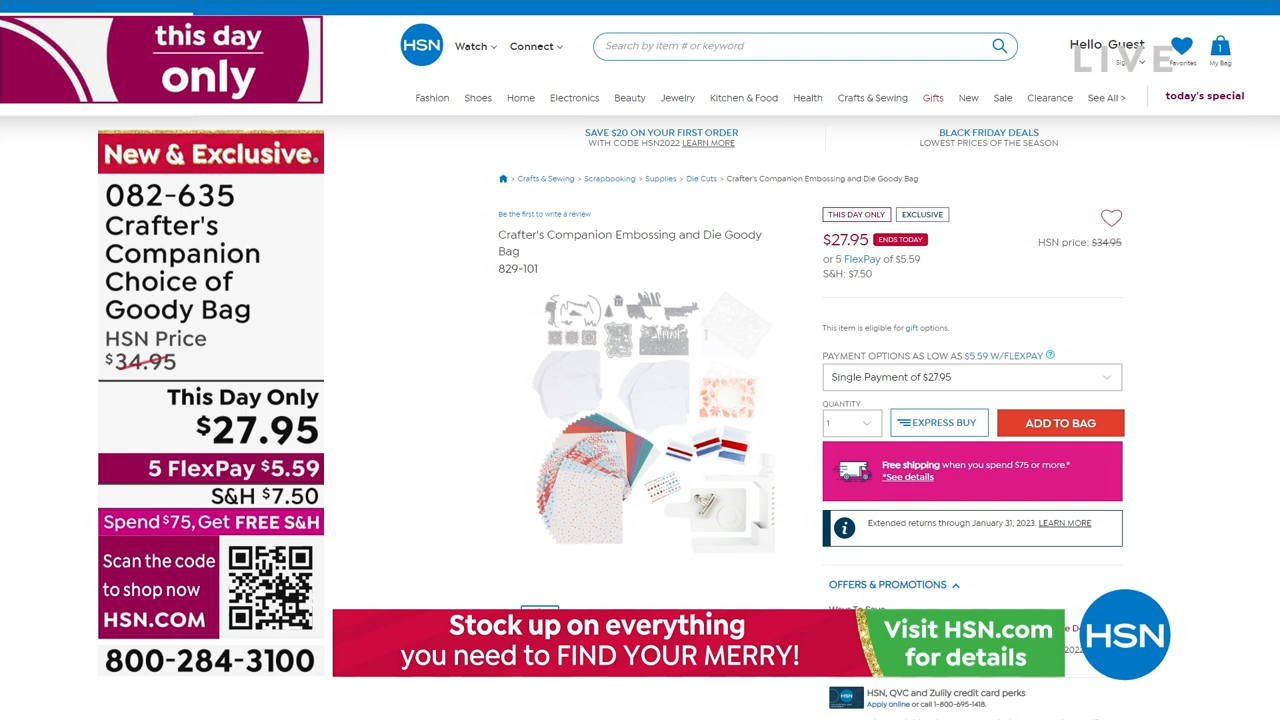 this day
only
New & Exclusive.
082-635
Crafter's
Companion
Choice of
Goody Bag
HSN Price
$34.95
This Day Only
$27.95
5 FlexPay $5.59
S&H $7.50
Spend $75, Get FREE S&H
Scan the code
to shop now
HSN.COM
800-284-3100
HSN
Watch
Connect
Search by item # or keyword
Hello, Guest
LIVE
Favorites
1
My Bag
Fashion Shoes Home Electronics Beauty Jewelry Kitchen & Food Health Crafts & Sewing Gifts New Sale Clearance See All > today's special
SAVE $20 ON YOUR FIRST ORDER
WITH CODE HSN2022 LEARN MORE
BLACK FRIDAY DEALS
LOWEST PRICES OF THE SEASON
> Crafts & Sewing > Scrapbooking > Supplies > Die Cuts > Crafter's Companion Embossing and Die Goody Bag
Be the first to write a review
Crafter's Companion Embossing and Die Goody
Bag
829-101
THIS DAY ONLY EXCLUSIVE
$27.95 ENDS TODAY
HSN price: $34.95
or 5 FlexPay of $5.59
S&H: $7.50
This item is eligible for gift options.
PAYMENT OPTIONS AS LOW AS $5.59 W/FLEXPAY ?
Single Payment of $27.95
QUANTITY
1
EXPRESS BUY
ADD TO BAG
Free shipping when you spend $75 or more.*
*See details
i
Extended returns through January 31, 2023. LEARN MORE
OFFERS & PROMOTIONS
Stock up on everything
you need to FIND YOUR MERRY!
Visit HSN.com
for details
HSN
HSN
HSN, QVC and Zulily credit card perks
Apply online or call 1-800-695-1418.